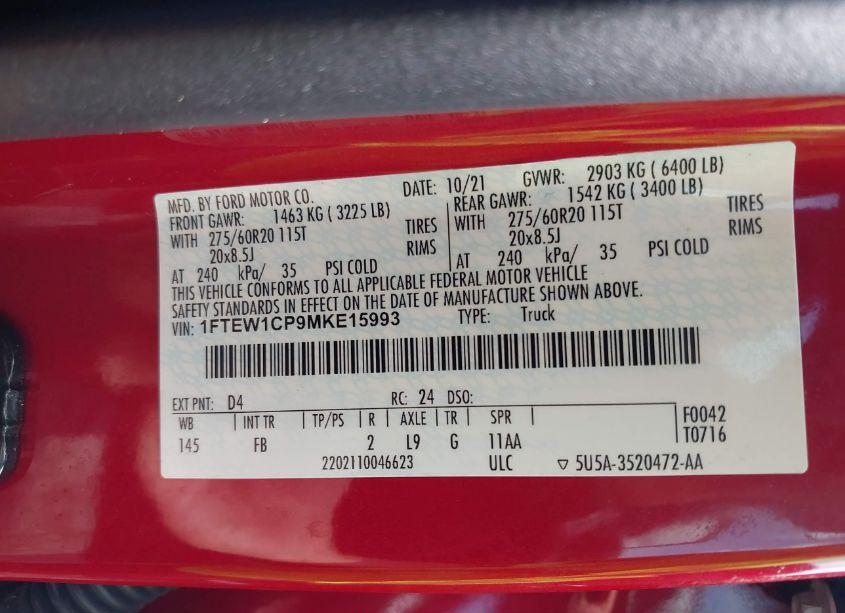 MFD. BY FORD MOTOR CO. DATE: 10/21 GVWR: 2903 KG ( 6400 LB)
FRONT GAWR: 1463 KG ( 3225 LB) REAR GAWR: 1542 KG ( 3400 LB)
WITH 275/60R20 115T TIRES WITH 275/60R20 115T TIRES
20x8.5J RIMS 20x8.5J RIMS
AT 240 kPa/ 35 PSI COLD AT 240 kPa/ 35 PSI COLD
THIS VEHICLE CONFORMS TO ALL APPLICABLE FEDERAL MOTOR VEHICLE
SAFETY STANDARDS IN EFFECT ON THE DATE OF MANUFACTURE SHOWN ABOVE.
VIN: 1FTEW1CP9MKE15993 TYPE: Truck
EXT PNT: D4 RC: 24 DSO:
WB INT TR TP/PS R AXLE TR SPR F0042
145 FB 2 L9 G 11AA T0716
2202110046623 ULC ▽ 5U5A-3520472-AA